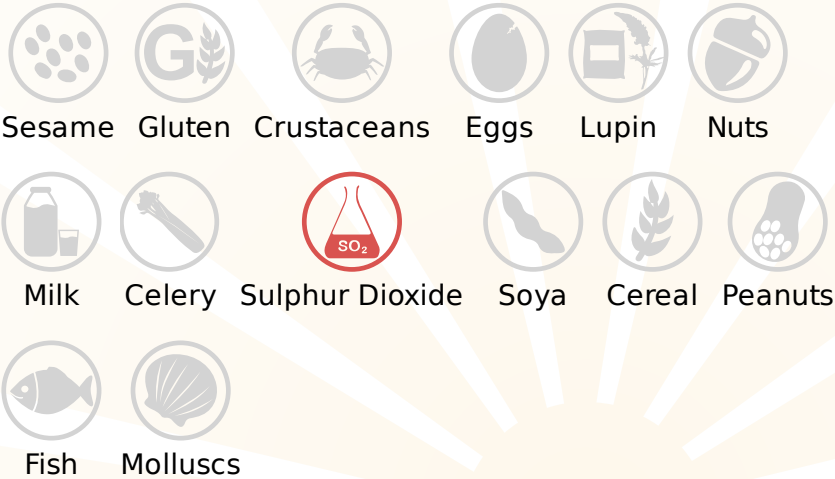 G
Sesame Gluten Crustaceans Eggs Lupin Nuts
SO₂
Milk Celery Sulphur Dioxide Soya Cereal Peanuts
Fish Molluscs